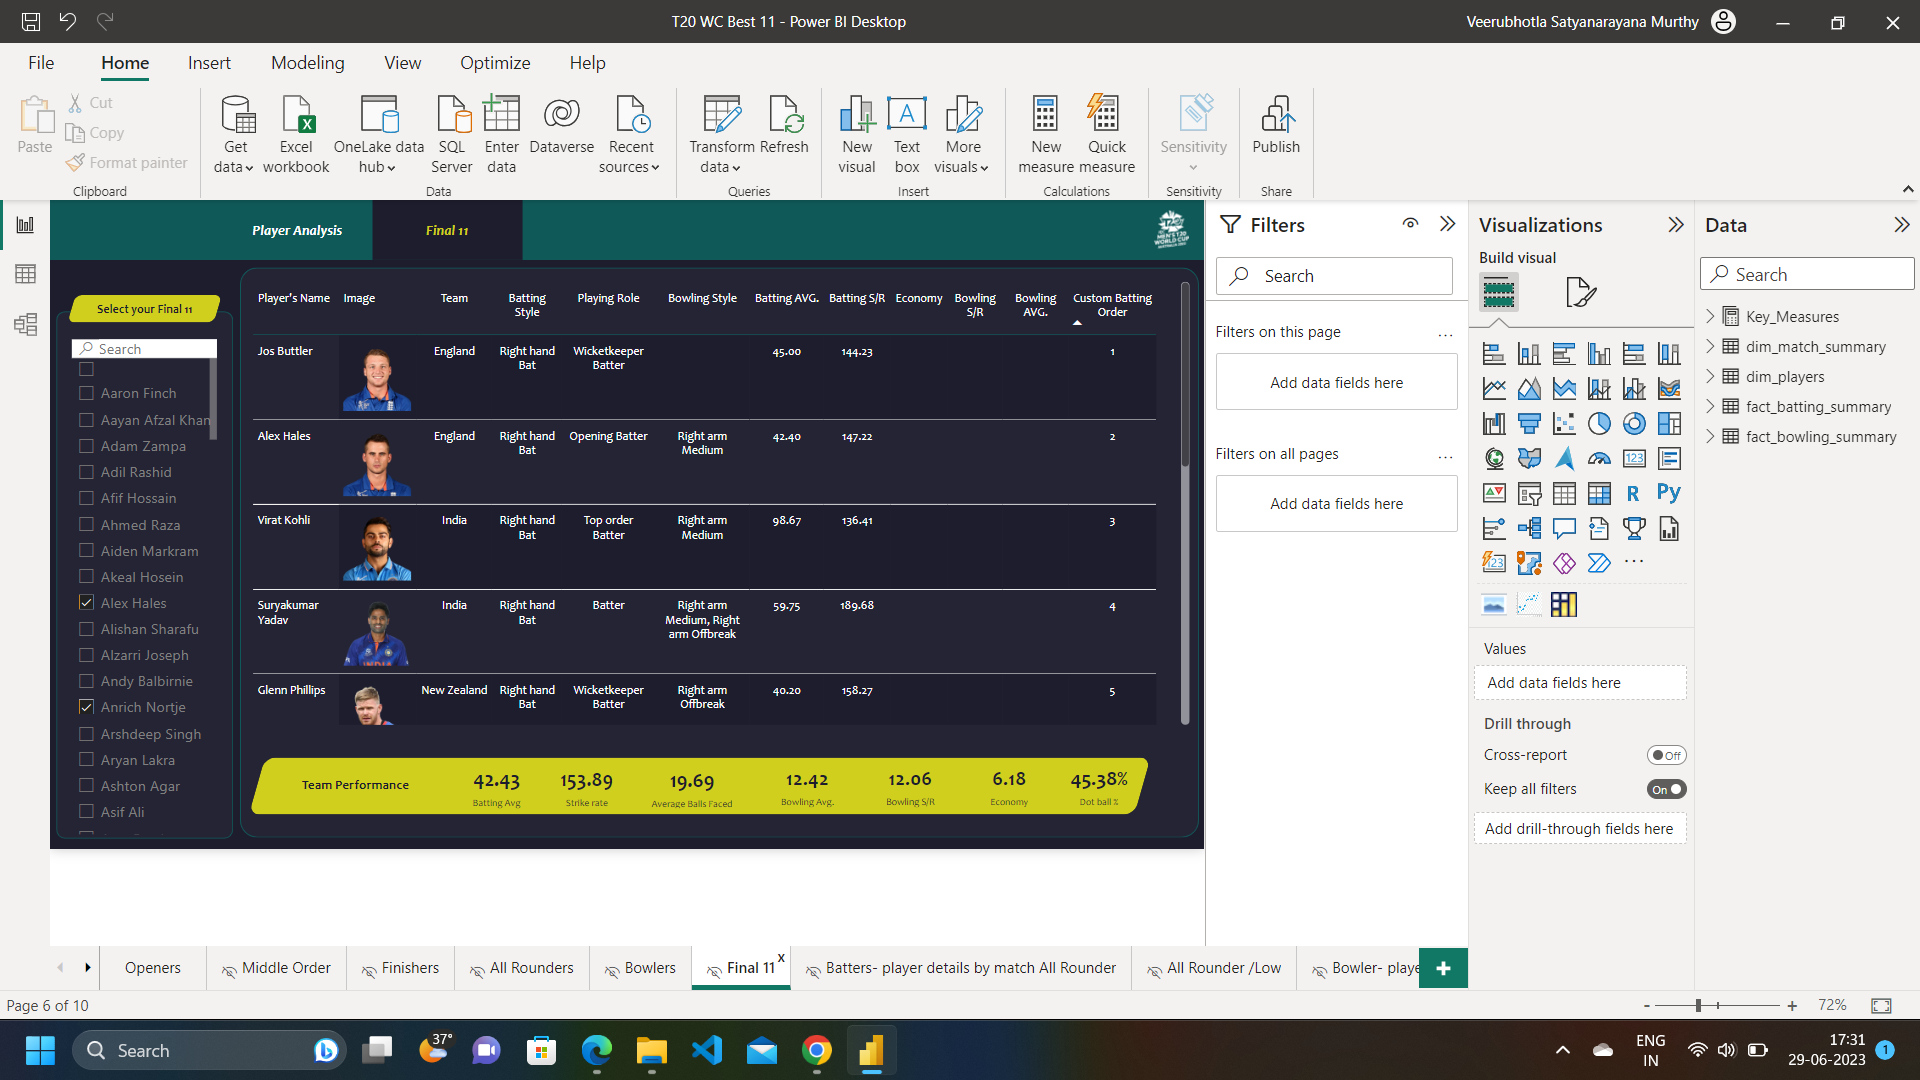 T20 WC Best 11 - Power BI Desktop
Veerubhotla Satyanarayana Murthy
File
Home
Insert
Modeling
View
Optimize
Help
Paste
Cut
Copy
Format painter
Clipboard
Get data
Excel workbook
OneLake data hub
SQL Server
Enter data
Dataverse
Recent sources
Data
Transform data
Refresh
Queries
New visual
Text box
More visuals
Insert
New measure
Quick measure
Calculations
Sensitivity
Sensitivity
Publish
Share
Player Analysis
Final 11
MEN'S T20
WORLD CUP
Select your Final 11
Search
Aaron Finch
Aayan Afzal Khan
Adam Zampa
Adil Rashid
Afif Hossain
Ahmed Raza
Aiden Markram
Akeal Hosein
Alex Hales
Alishan Sharafu
Alzarri Joseph
Andy Balbirnie
Anrich Nortje
Arshdeep Singh
Aryan Lakra
Ashton Agar
Asif Ali
Player's Name Image Team Batting Style Playing Role Bowling Style Batting AVG. Batting S/R Economy Bowling S/R Bowling AVG. Custom Batting Order
Jos Buttler England Right hand Bat Wicketkeeper Batter 45.00 144.23 1
Alex Hales England Right hand Bat Opening Batter Right arm Medium 42.40 147.22 2
Virat Kohli India Right hand Bat Top order Batter Right arm Medium 98.67 136.41 3
Suryakumar Yadav India Right hand Bat Batter Right arm Medium, Right arm Offbreak 59.75 189.68 4
INDIA
Glenn Phillips New Zealand Right hand Bat Wicketkeeper Batter Right arm Offbreak 40.20 158.27 5
Team Performance
42.43 153.89 19.69 12.42 12.06 6.18 45.38%
Batting Avg Strike rate Average Balls Faced Bowling Avg. Bowling S/R Economy Dot ball %
Filters
Search
Filters on this page
...
Add data fields here
Filters on all pages
...
Add data fields here
Visualizations
Build visual
123
R
Py
123
...
Values
Add data fields here
Drill through
Cross-report
Off
Keep all filters
On
Add drill-through fields here
Data
Search
Key_Measures
dim_match_summary
dim_players
fact_batting_summary
fact_bowling_summary
Openers
Middle Order
Finishers
All Rounders
Bowlers
Final 11
X
Batters- player details by match All Rounder
All Rounder /Low
Bowler- playe
+
Page 6 of 10
- + 72%
Search
37°
ENG
IN
17:31
29-06-2023
1